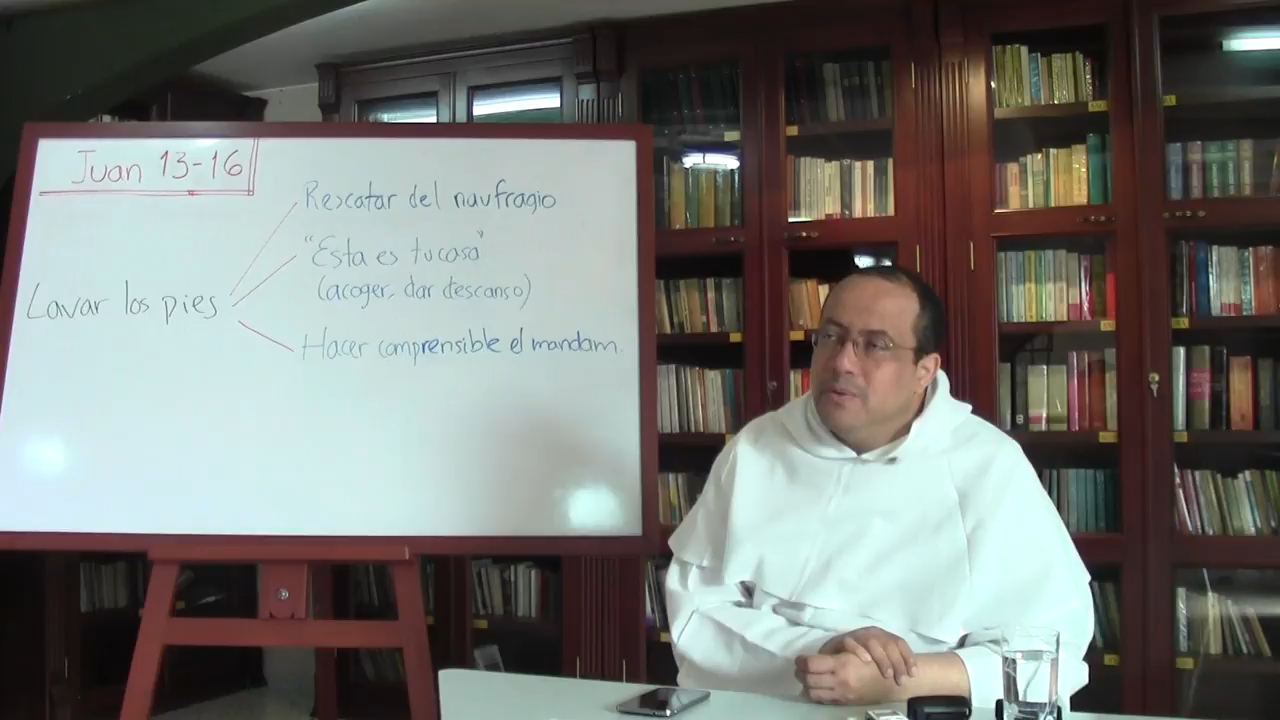 Juan 13-16
Rescatar del naufragio
"Esta es tu casa"
(acoger, dar descanso)
Lavar los pies
Hacer comprensible el mandam.